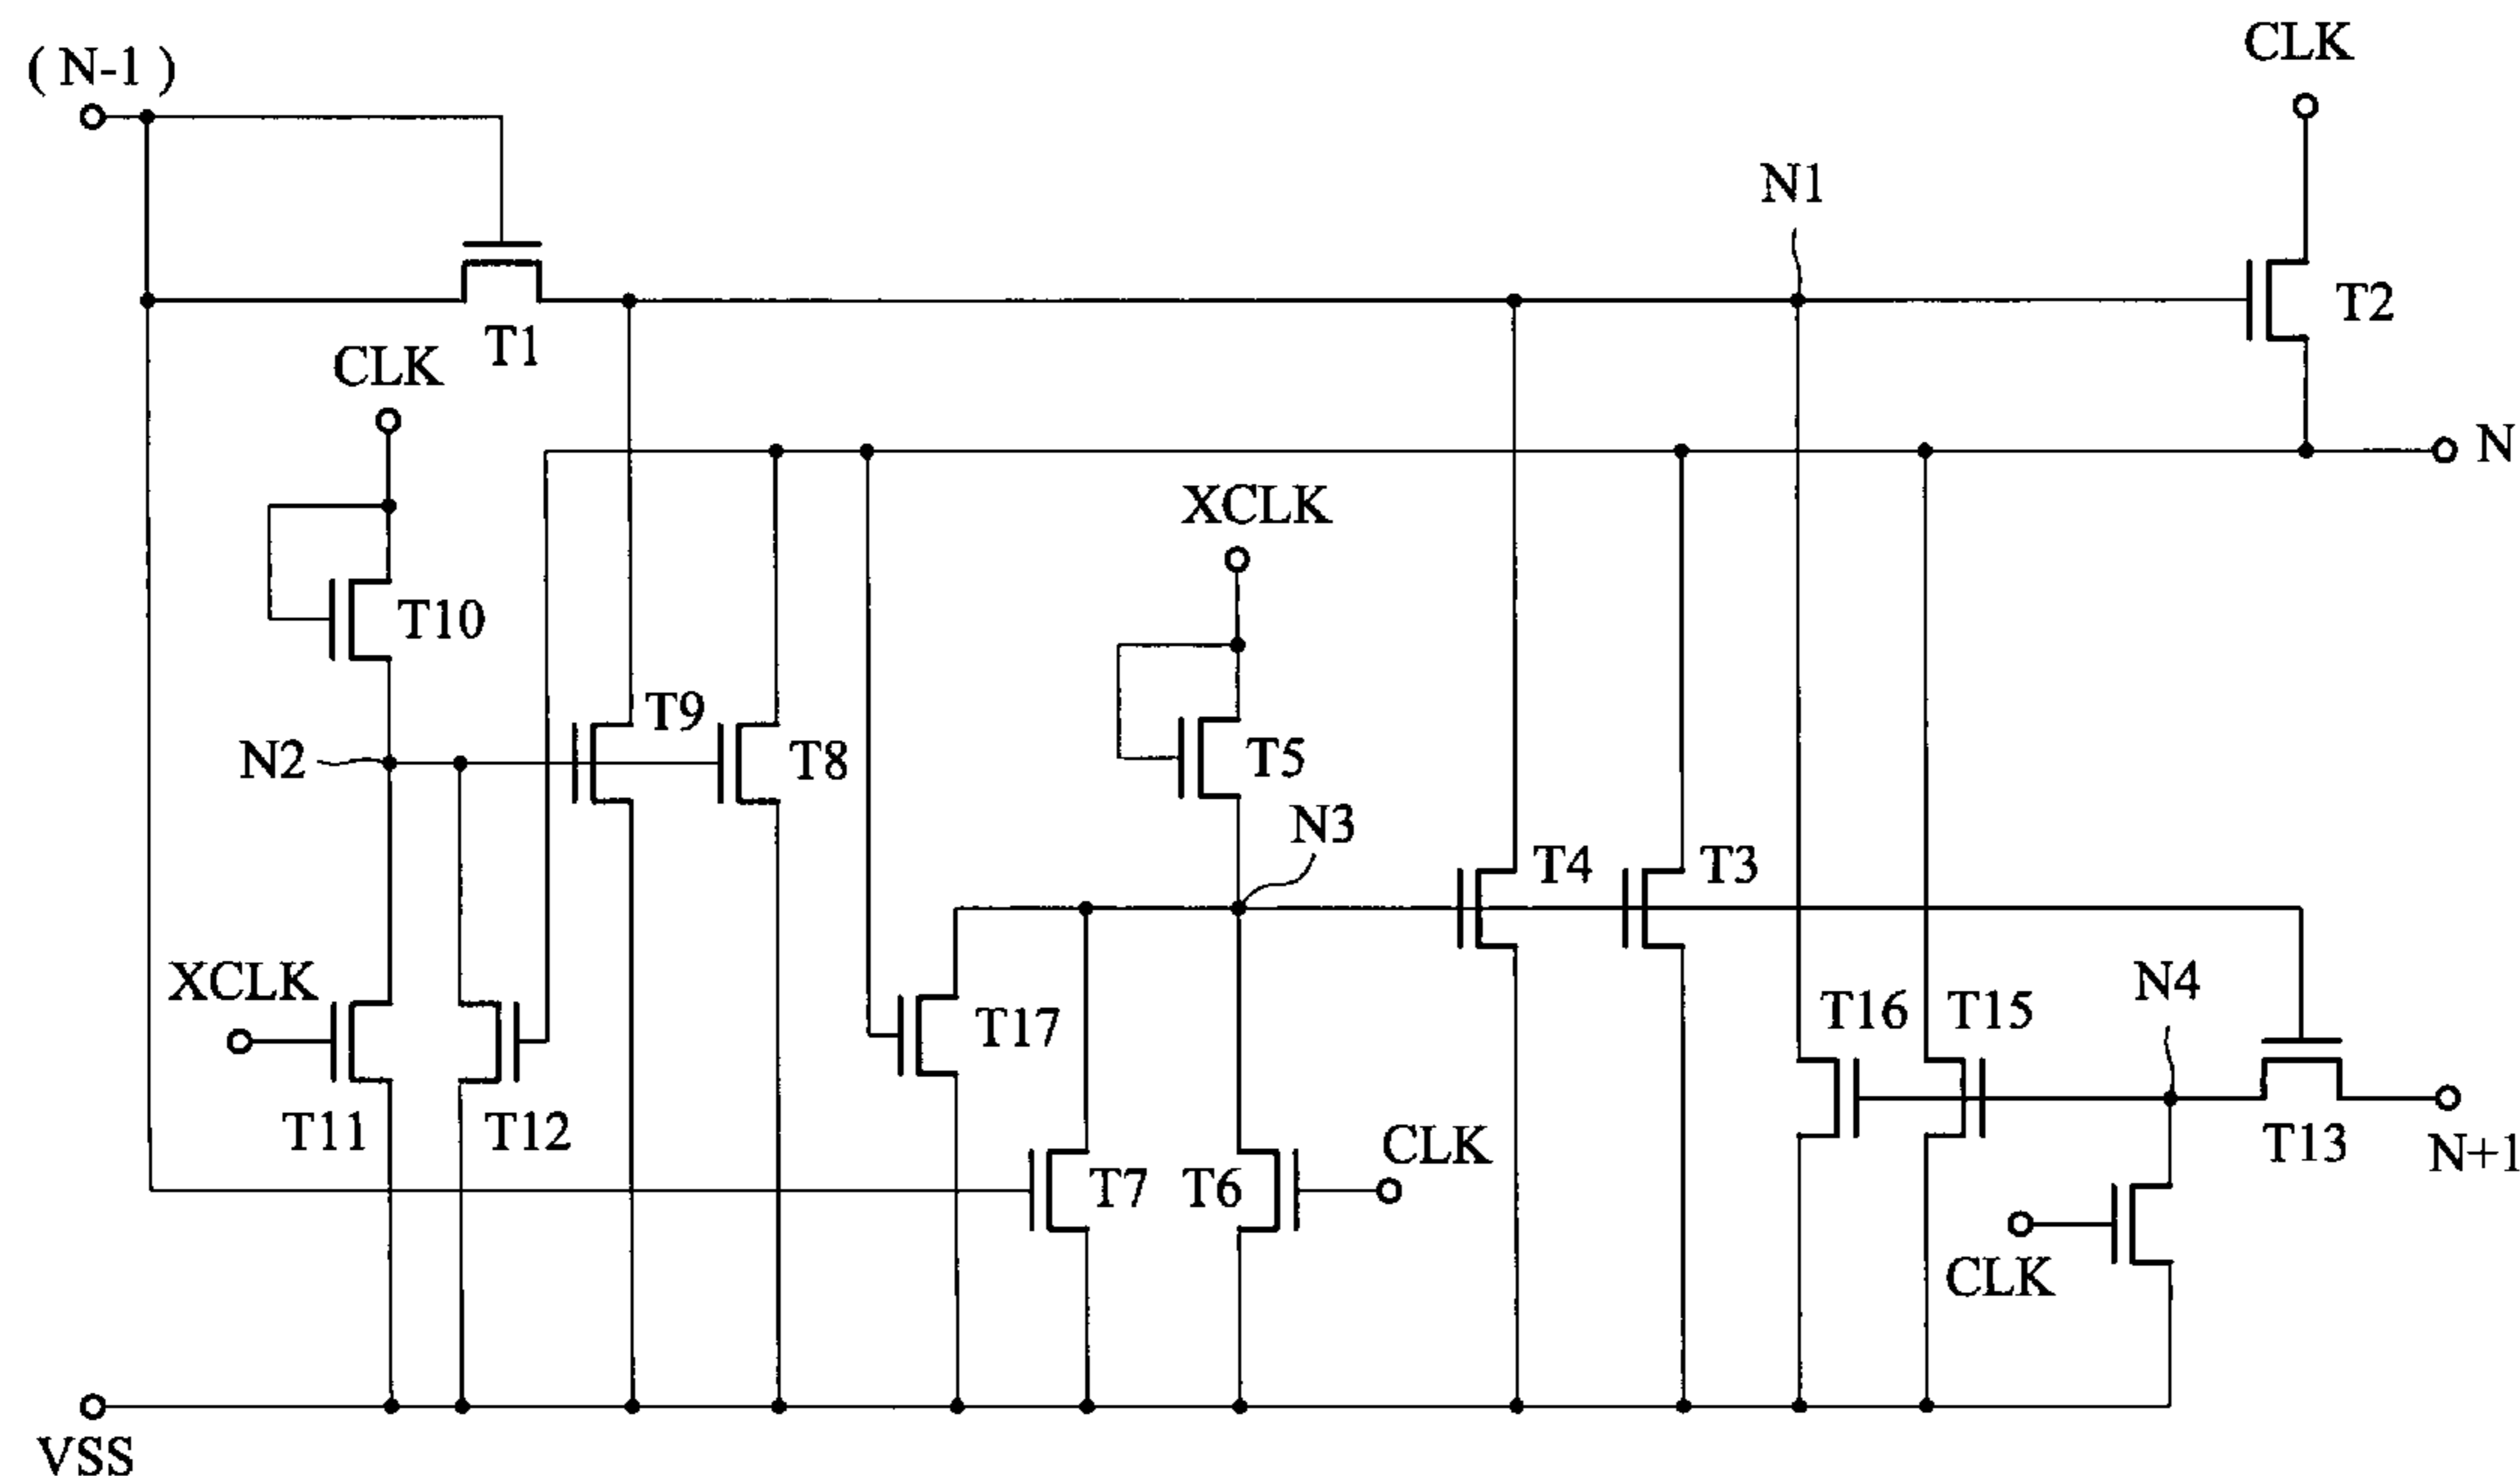 ( N-1 )
CLK
N1
T2
T1
CLK
N
XCLK
T10
T9
T8
T5
N2
N3
T4
T3
XCLK
T17
T16
T15
N4
T11
T12
T7
T6
CLK
T13
N+1
CLK
VSS